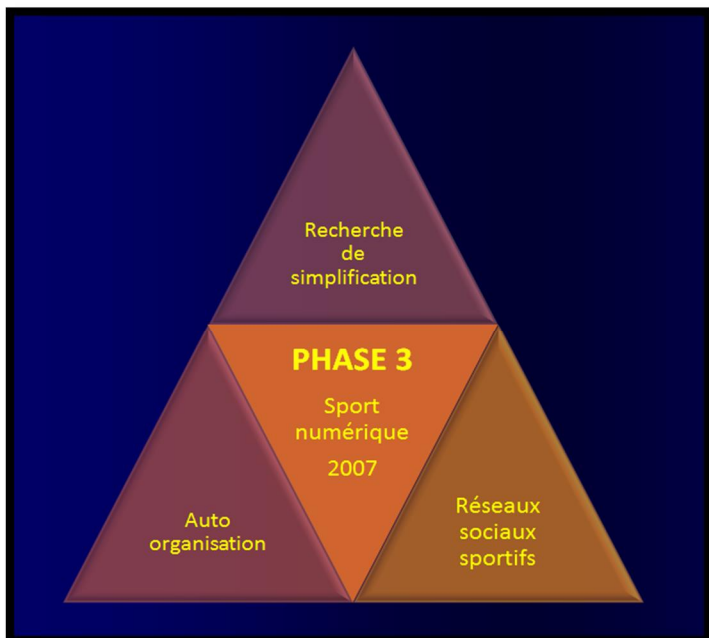 Recherche
de
simplification
PHASE 3
Sport
numérique
2007
Auto
organisation
Réseaux
sociaux
sportifs